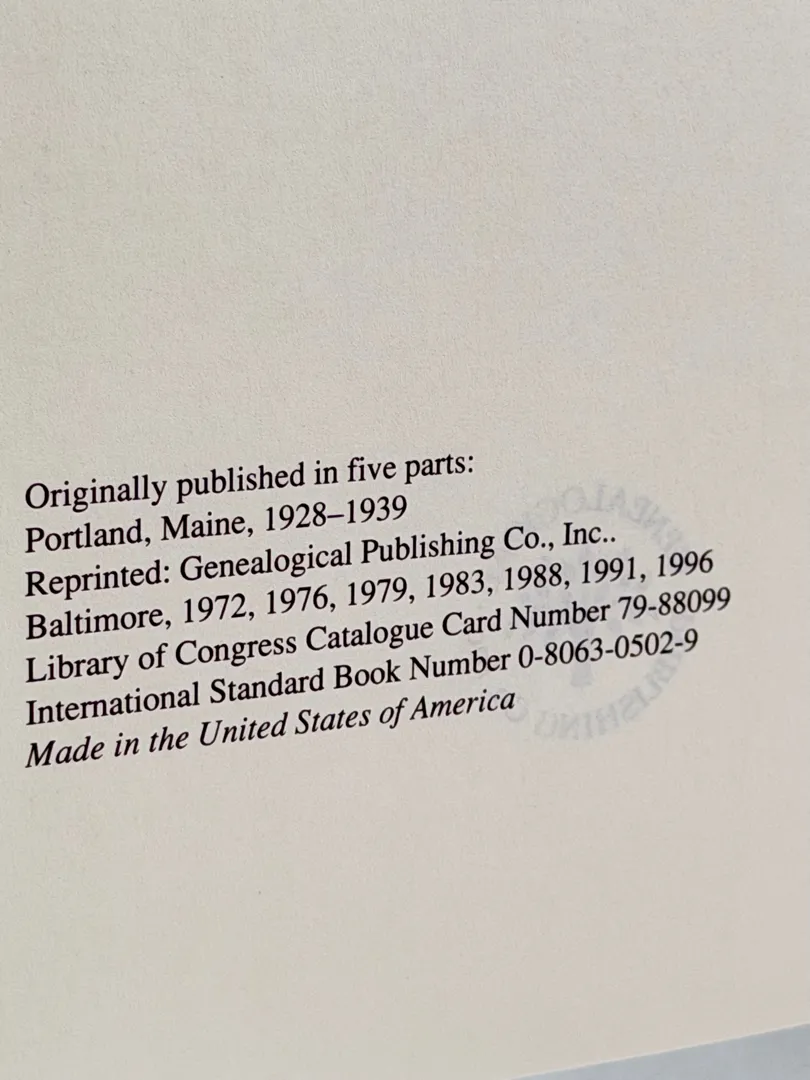 Originally published in five parts:
Portland, Maine, 1928–1939
Reprinted: Genealogical Publishing Co., Inc..
Baltimore, 1972, 1976, 1979, 1983, 1988, 1991, 1996
Library of Congress Catalogue Card Number 79-88099
International Standard Book Number 0-8063-0502-9
Made in the United States of America